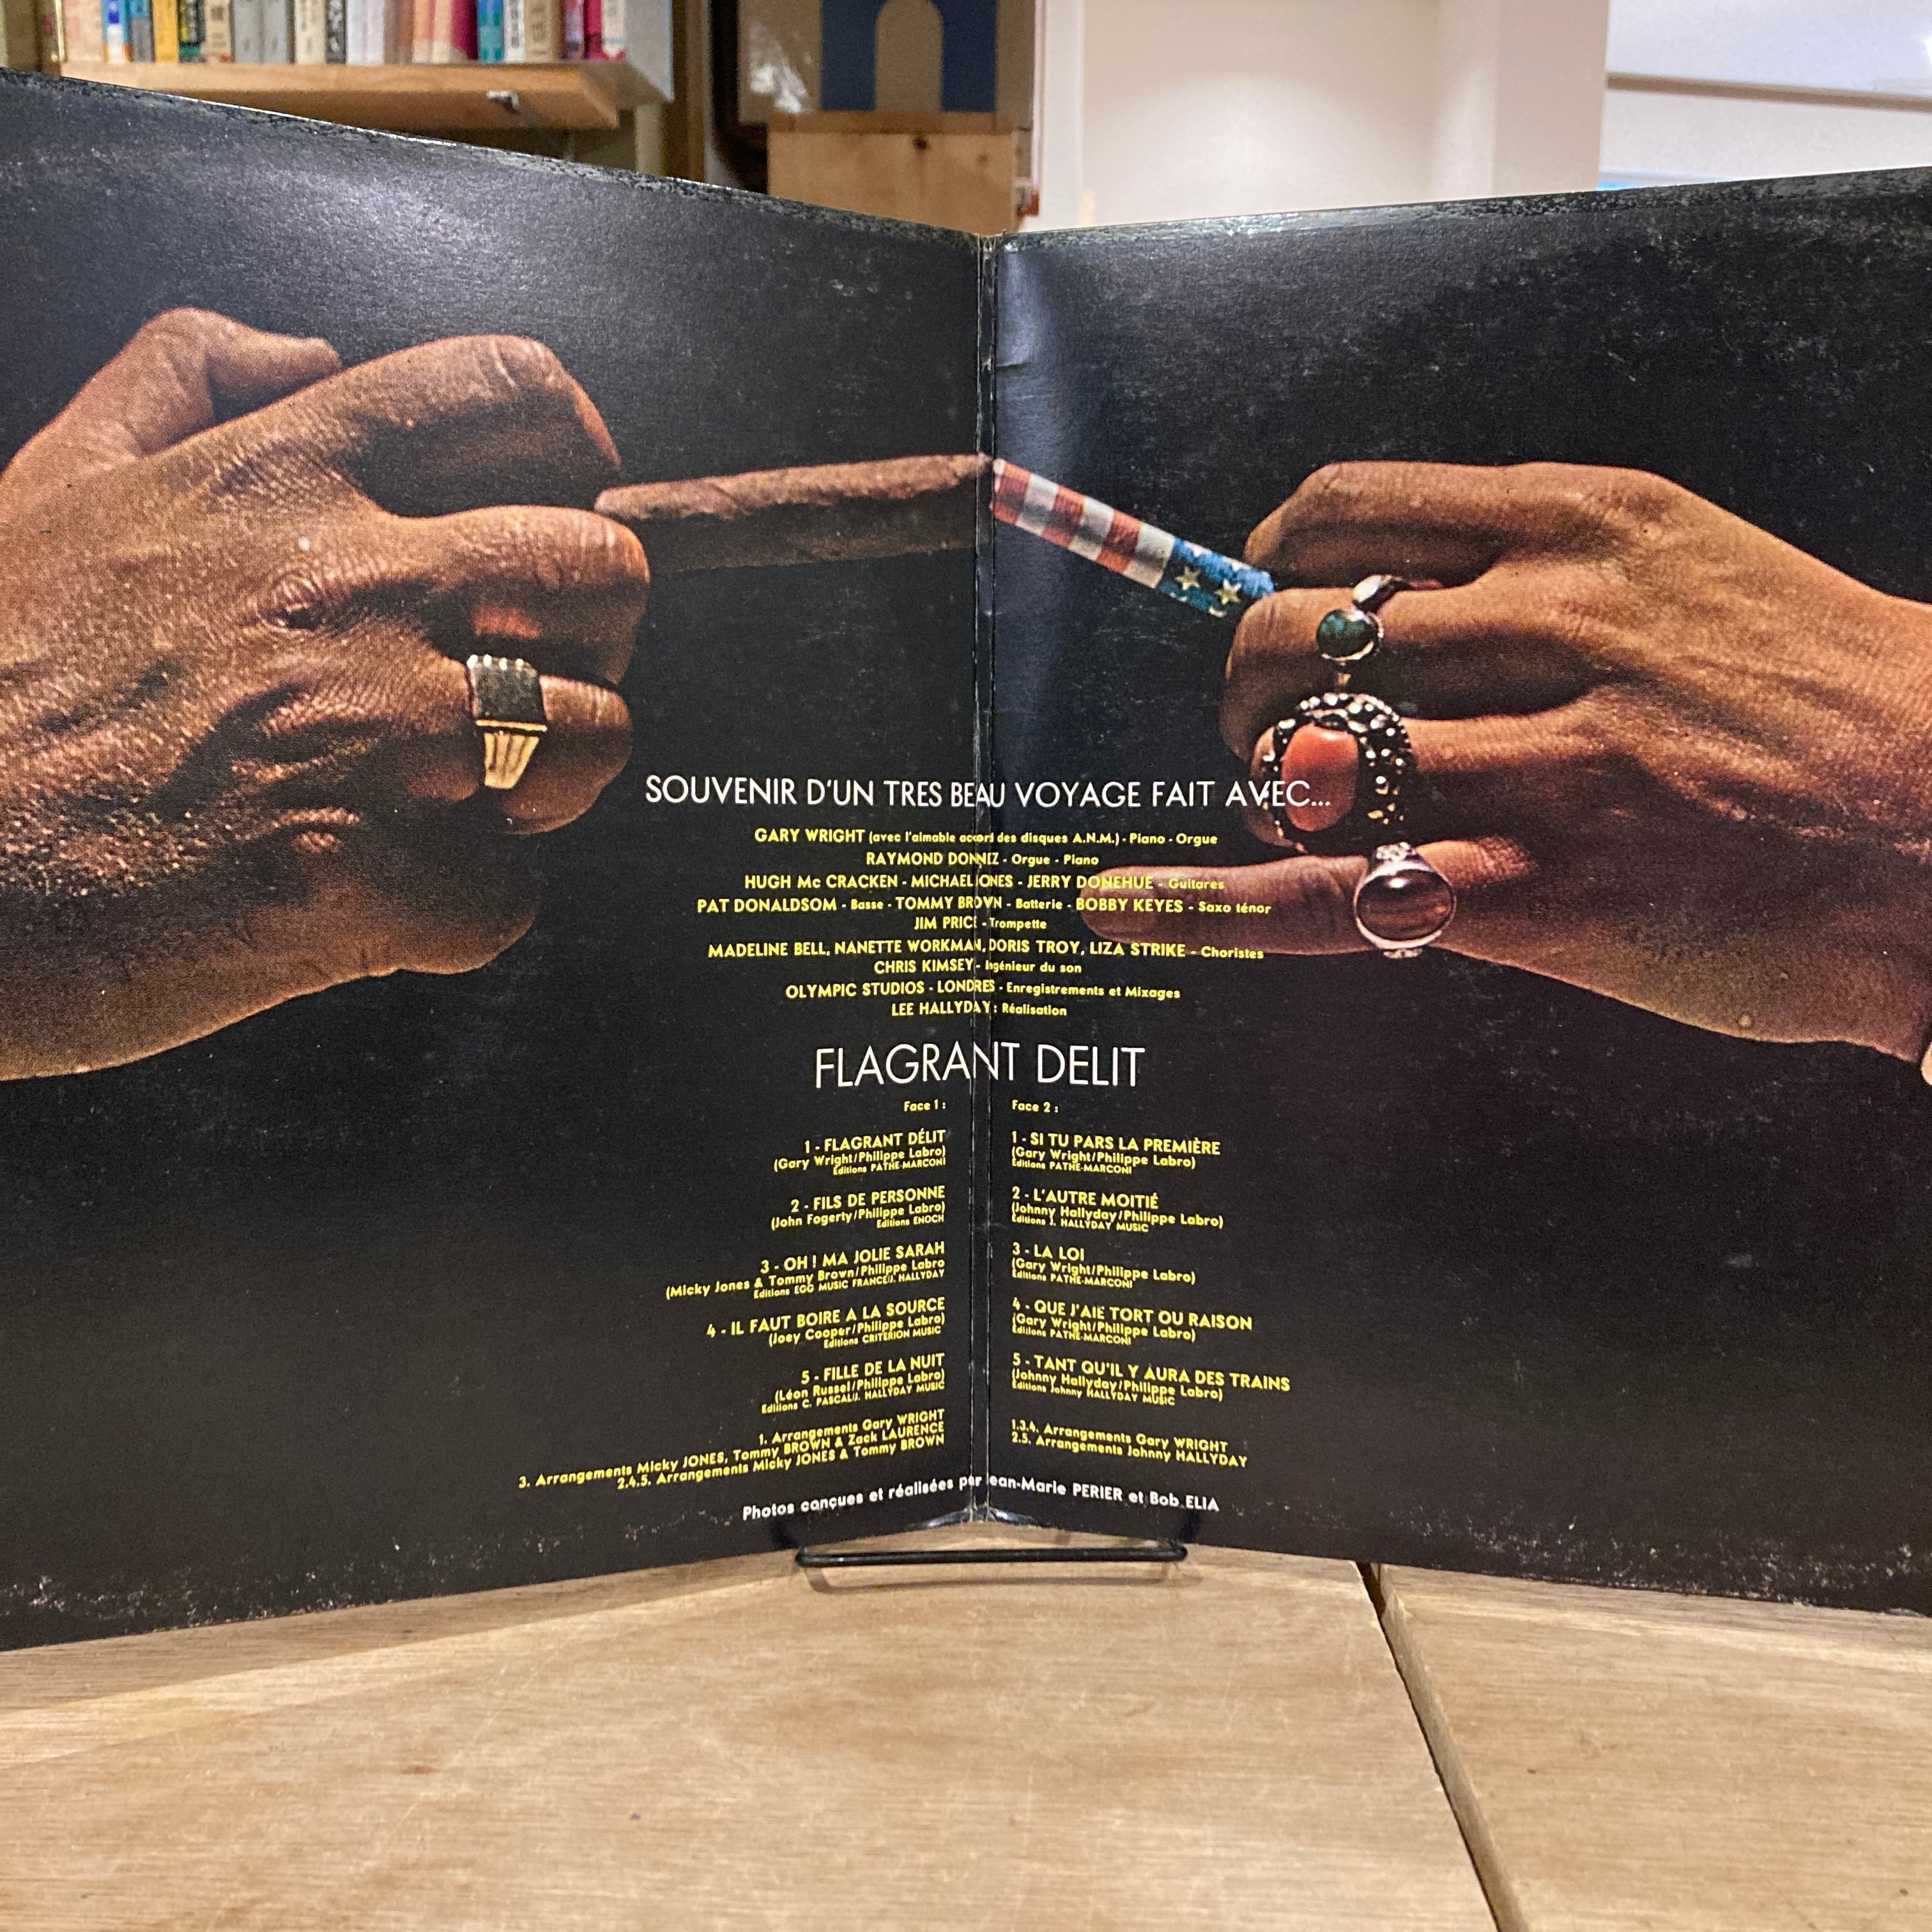 SOUVENIR D'UN TRES BEAU VOYAGE FAIT AVEC...
GARY WRIGHT (avec l'aimable accord des disques A.N.M.) - Piano - Orgue
RAYMOND DONNIZ - Orgue - Piano
HUGH Mc CRACKEN - MICHAEL JONES - JERRY DONEHUE - Guitares
PAT DONALDSOM - Basse - TOMMY BROWN - Batterie - BOBBY KEYES - Saxo ténor
JIM PRICE - Trompette
MADELINE BELL, NANETTE WORKMAN, DORIS TROY, LIZA STRIKE - Choristes
CHRIS KIMSEY - Ingénieur du son
OLYMPIC STUDIOS - LONDRES - Enregistrements et Mixages
LEE HALLYDAY : Réalisation
FLAGRANT DELIT
Face 1 :
1 - FLAGRANT DÉLIT
(Gary Wright/Philippe Labro)
Editions PATHE-MARCONI
2 - FILS DE PERSONNE
(John Fogerty/Philippe Labro)
Editions ENOCH
3 - OH ! MA JOLIE SARAH
(Micky Jones & Tommy Brown/Philippe Labro
Editions EGO MUSIC FRANCE/J. HALLYDAY
4 - IL FAUT BOIRE A LA SOURCE
(Joey Cooper/Philippe Labro)
Editions CRITERION MUSIC
5 - FILLE DE LA NUIT
(Léon Russel/Philippe Labro)
Editions C. PASCAL/J. HALLYDAY MUSIC
1. Arrangements Gary WRIGHT
3. Arrangements Micky JONES, Tommy BROWN & Zack LAURENCE
2.4.5. Arrangements Micky JONES & Tommy BROWN
Face 2 :
1 - SI TU PARS LA PREMIÈRE
(Gary Wright/Philippe Labro)
Editions PATHE-MARCONI
2 - L'AUTRE MOITIÉ
(Johnny Hallyday/Philippe Labro)
Editions J. HALLYDAY MUSIC
3 - LA LOI
(Gary Wright/Philippe Labro)
Editions PATHE-MARCONI
4 - QUE J'AIE TORT OU RAISON
(Gary Wright/Philippe Labro)
Editions PATHE-MARCONI
5 - TANT QU'IL Y AURA DES TRAINS
(Johnny Hallyday/Philippe Labro)
Editions Johnny HALLYDAY MUSIC
1.3.4. Arrangements Gary WRIGHT
2.5. Arrangements Johnny HALLYDAY
Photos conçues et réalisées par Jean-Marie PERIER et Bob ELIA